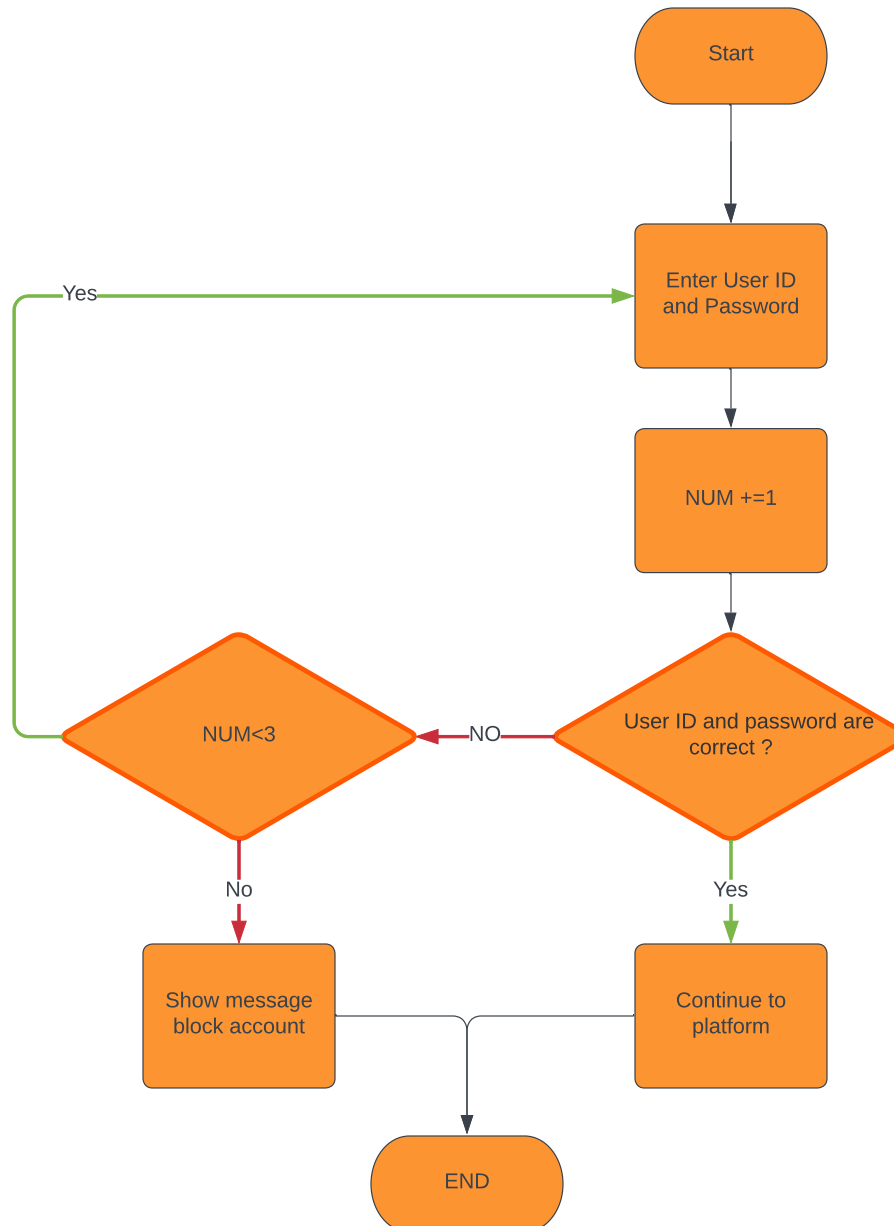 Start
Enter User ID
and Password
Yes
NUM +=1
User ID and password are
correct ?
NO
NUM<3
No
Yes
Show message
block account
Continue to
platform
END